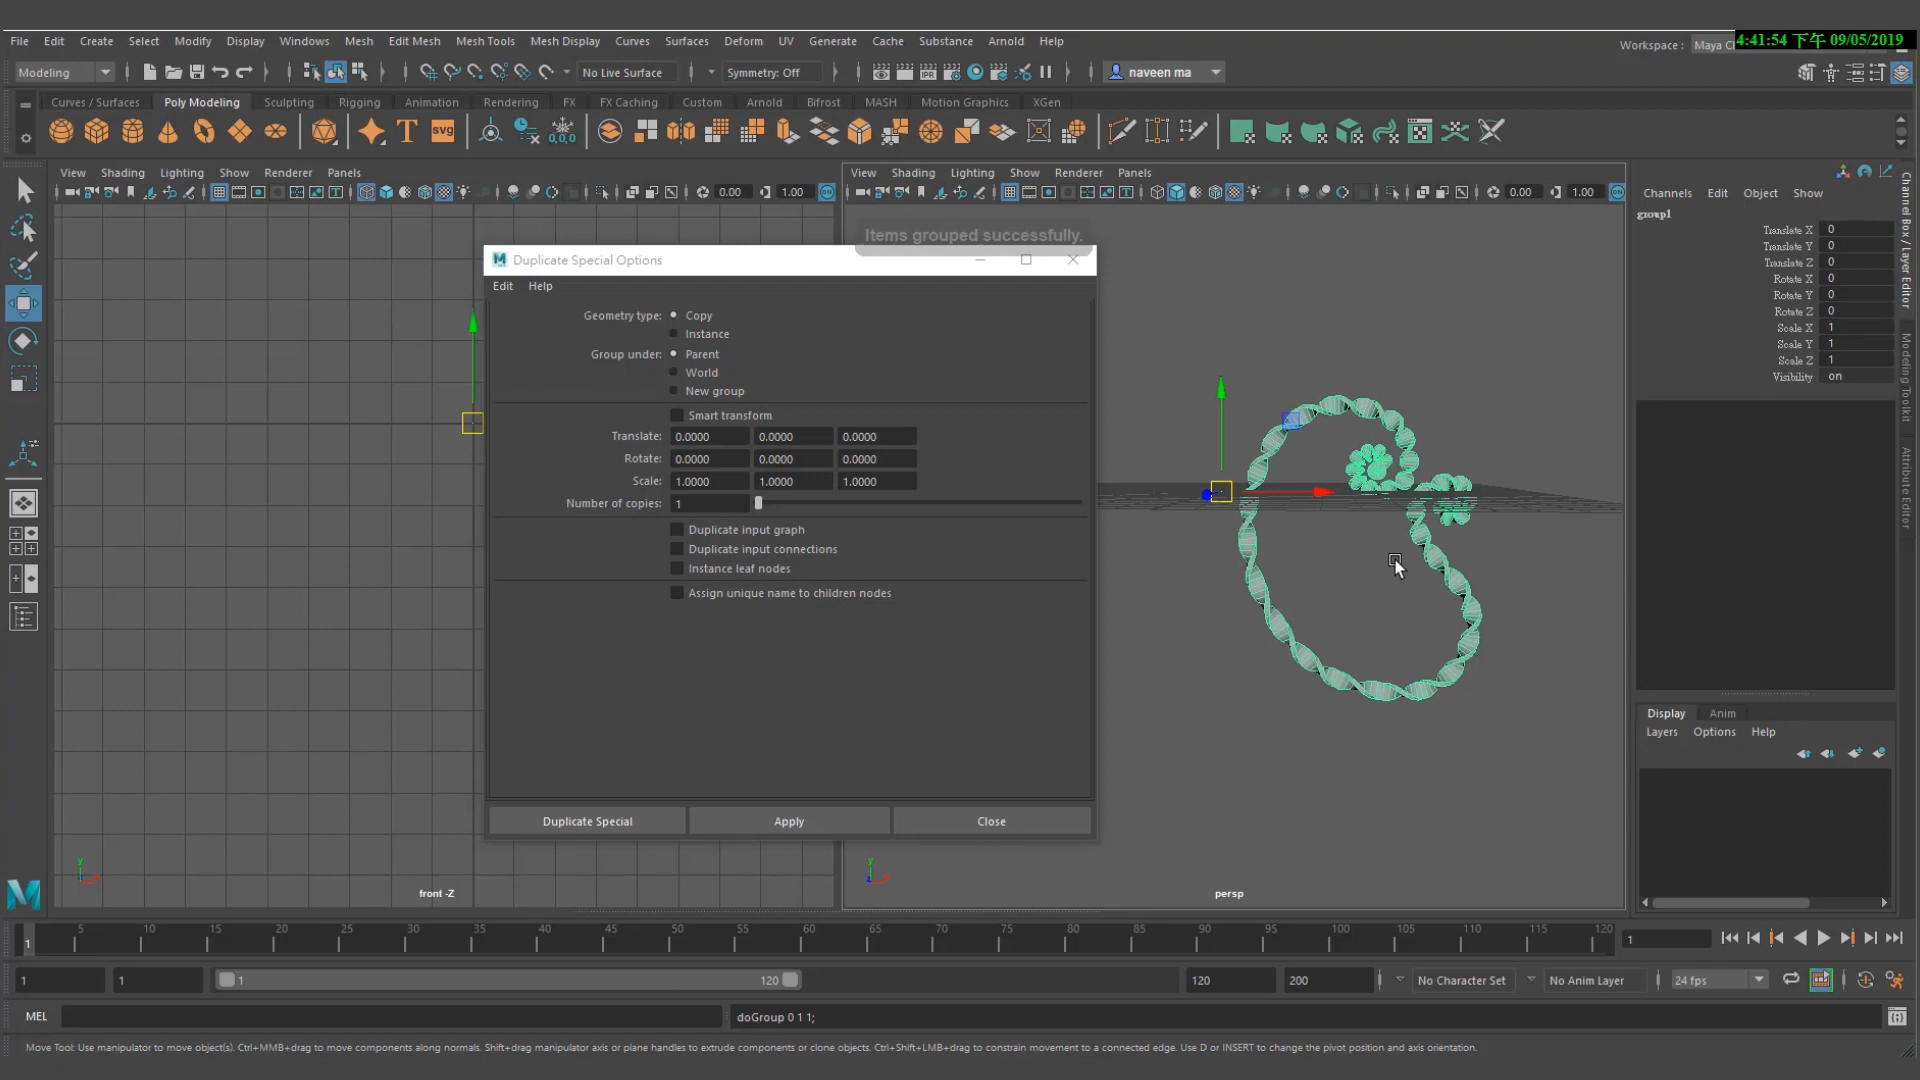 4:41:54 下午 09/05/2019
File Edit Create Select Modify Display Windows Mesh Edit Mesh Mesh Tools Mesh Display Curves Surfaces Deform UV Generate Cache Substance Arnold Help
Workspace : Maya Cl
Modeling No Live Surface Symmetry: Off naveen ma
Curves / Surfaces Poly Modeling Sculpting Rigging Animation Rendering FX FX Caching Custom Arnold Bifrost MASH Motion Graphics XGen
View Shading Lighting Show Renderer Panels
0.00 1.00
View Shading Lighting Show Renderer Panels
0.00 1.00
Channels Edit Object Show
group1
Translate X 0
Translate Y 0
Translate Z 0
Rotate X 0
Rotate Y 0
Rotate Z 0
Scale X 1
Scale Y 1
Scale Z 1
Visibility on
Channel Box / Layer Editor
Modeling Toolkit
Attribute Editor
Items grouped successfully.
Duplicate Special Options
Edit Help
Geometry type: Copy
Instance
Group under: Parent
World
New group
Smart transform
Translate: 0.0000 0.0000 0.0000
Rotate: 0.0000 0.0000 0.0000
Scale: 1.0000 1.0000 1.0000
Number of copies: 1
Duplicate input graph
Duplicate input connections
Instance leaf nodes
Assign unique name to children nodes
Duplicate Special Apply Close
front -Z
persp
Display Anim
Layers Options Help
1 5 10 15 20 25 30 35 40 45 50 55 60 65 70 75 80 85 90 95 100 105 110 115 120
1
1 1 1 120 120 200 No Character Set No Anim Layer 24 fps
MEL doGroup 0 1 1;
Move Tool: Use manipulator to move object(s). Ctrl+MMB+drag to move components along normals. Shift+drag manipulator axis or plane handles to extrude components or clone objects. Ctrl+Shift+LMB+drag to constrain movement to a connected edge. Use D or INSERT to change the pivot position and axis orientation.